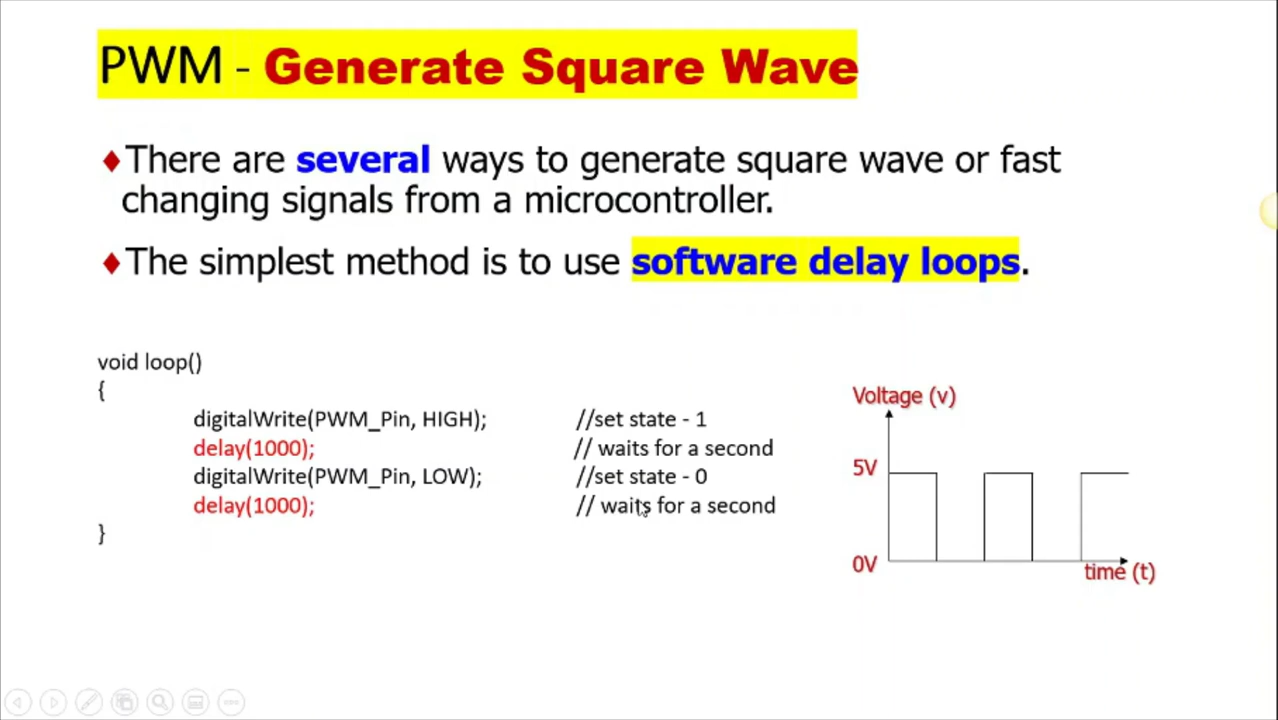 PWM - Generate Square Wave
♦There are several ways to generate square wave or fast
changing signals from a microcontroller.
♦The simplest method is to use software delay loops.
void loop()
{
digitalWrite(PWM_Pin, HIGH); //set state - 1
delay(1000); // waits for a second
digitalWrite(PWM_Pin, LOW); //set state - 0
delay(1000); // waits for a second
}
Voltage (v)
5V
0V
time (t)